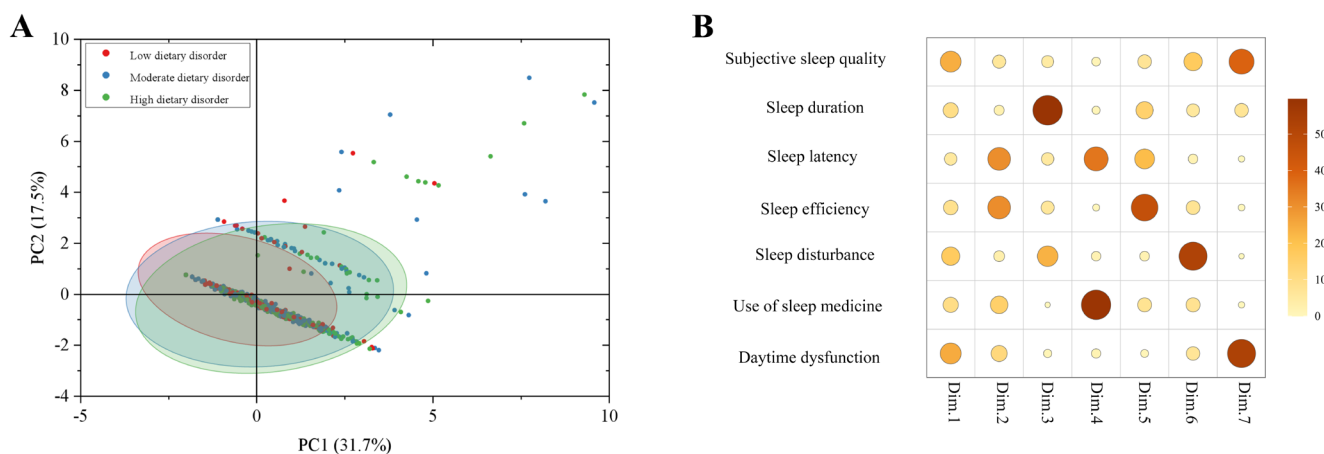 A
10
8
6
4
2
0
-2
-4
PC2 (17.5%)
Low dietary disorder
Moderate dietary disorder
High dietary disorder
-5
0
5
10
PC1 (31.7%)
B
Subjective sleep quality
Sleep duration
Sleep latency
Sleep efficiency
Sleep disturbance
Use of sleep medicine
Daytime dysfunction
Dim.1
Dim.2
Dim.3
Dim.4
Dim.5
Dim.6
Dim.7
50
40
30
20
10
0